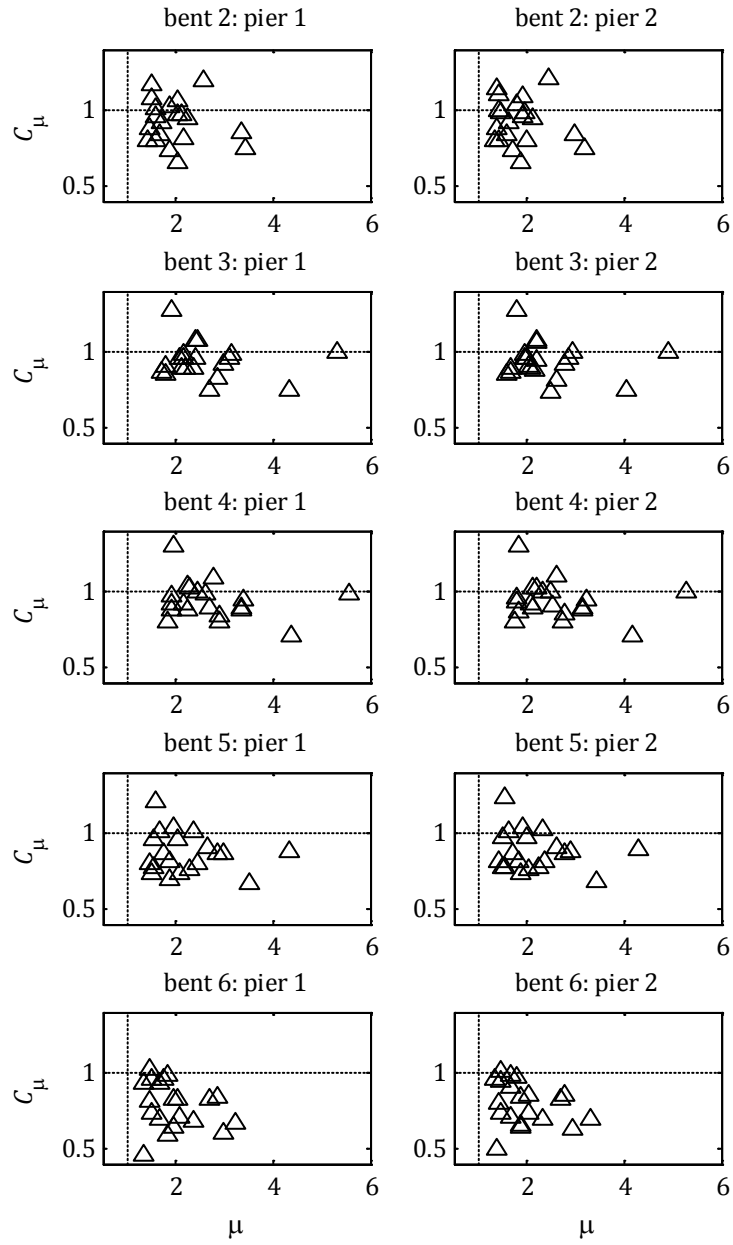 bent 2: pier 1
bent 2: pier 2
C_μ
1
0.5
2 4 6
2 4 6
bent 3: pier 1
bent 3: pier 2
C_μ
1
0.5
1
0.5
2 4 6
2 4 6
bent 4: pier 1
bent 4: pier 2
C_μ
1
0.5
1
0.5
2 4 6
2 4 6
bent 5: pier 1
bent 5: pier 2
C_μ
1
0.5
1
0.5
2 4 6
2 4 6
bent 6: pier 1
bent 6: pier 2
C_μ
1
0.5
1
0.5
2 4 6
2 4 6
μ
μ